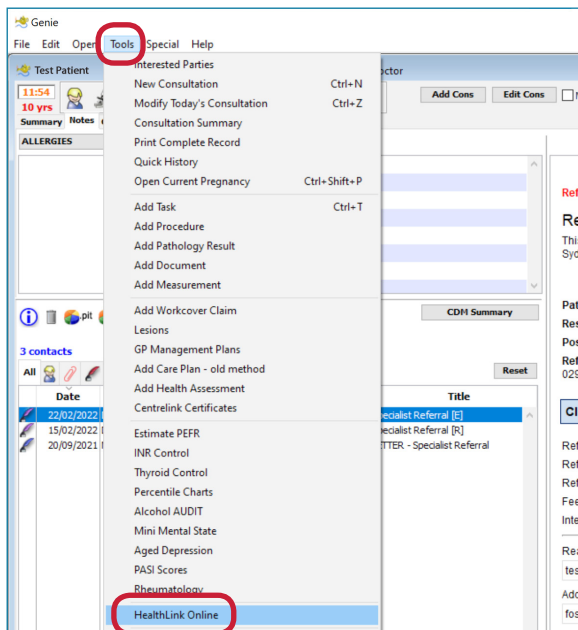 Genie
File Edit Open Tools Special Help
Test Patient
11:54
10 yrs
Add Cons Edit Cons
Summary Notes
ALLERGIES
Interested Parties
New Consultation Ctrl+N
Modify Today's Consultation Ctrl+Z
Consultation Summary
Print Complete Record
Quick History
Open Current Pregnancy Ctrl+Shift+P
Add Task Ctrl+T
Add Procedure
Add Pathology Result
Add Document
Add Measurement
Add Workcover Claim
Lesions
GP Management Plans
Add Care Plan - old method
Add Health Assessment
Centrelink Certificates
Estimate PEFR
INR Control
Thyroid Control
Percentile Charts
Alcohol AUDIT
Mini Mental State
Aged Depression
PASI Scores
Rheumatology
HealthLink Online
CDM Summary
3 contacts
All
Reset
Date Title
22/02/2022 ecialist Referral [E]
15/02/2022 ecialist Referral [R]
20/09/2021 ETTER - Specialist Referral
Ref
Re
This
Syd
Pat
Res
Pos
Ref
029
Cl
Ref
Ref
Ref
Fee
Inte
Rea
tes
Add
fos